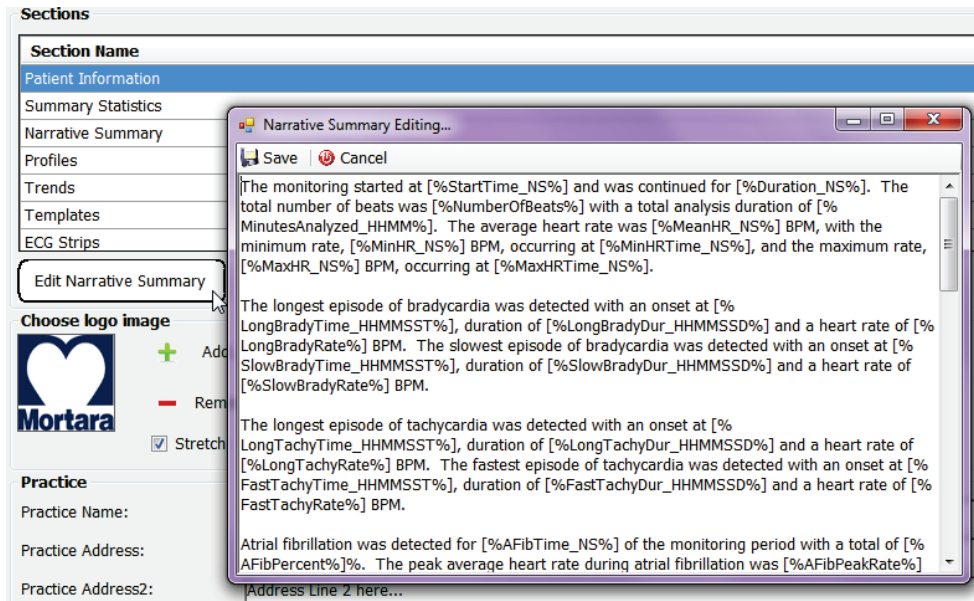 Sections
Section Name
Patient Information
Summary Statistics
Narrative Summary
Profiles
Trends
Templates
ECG Strips
Edit Narrative Summary
Choose logo image
Add
Rem
Stretch
Mortara
Practice
Practice Name:
Practice Address:
Practice Address2:
Address Line 2 here...
Narrative Summary Editing...
Save
Cancel
The monitoring started at [%StartTime_NS%] and was continued for [%Duration_NS%]. The
total number of beats was [%NumberOfBeats%] with a total analysis duration of [%
MinutesAnalyzed_HHMM%]. The average heart rate was [%MeanHR_NS%] BPM, with the
minimum rate, [%MinHR_NS%] BPM, occurring at [%MinHRTime_NS%], and the maximum rate,
[%MaxHR_NS%] BPM, occurring at [%MaxHRTime_NS%].
The longest episode of bradycardia was detected with an onset at [%
LongBradyTime_HHMMSST%], duration of [%LongBradyDur_HHMMSSD%] and a heart rate of [%
LongBradyRate%] BPM. The slowest episode of bradycardia was detected with an onset at [%
SlowBradyTime_HHMMSST%], duration of [%SlowBradyDur_HHMMSSD%] and a heart rate of
[%SlowBradyRate%] BPM.
The longest episode of tachycardia was detected with an onset at [%
LongTachyTime_HHMMSST%], duration of [%LongTachyDur_HHMMSSD%] and a heart rate of
[%LongTachyRate%] BPM. The fastest episode of tachycardia was detected with an onset at [%
FastTachyTime_HHMMSST%], duration of [%FastTachyDur_HHMMSSD%] and a heart rate of [%
FastTachyRate%] BPM.
Atrial fibrillation was detected for [%AFibTime_NS%] of the monitoring period with a total of [%
AFibPercent%]%. The peak average heart rate during atrial fibrillation was [%AFibPeakRate%]